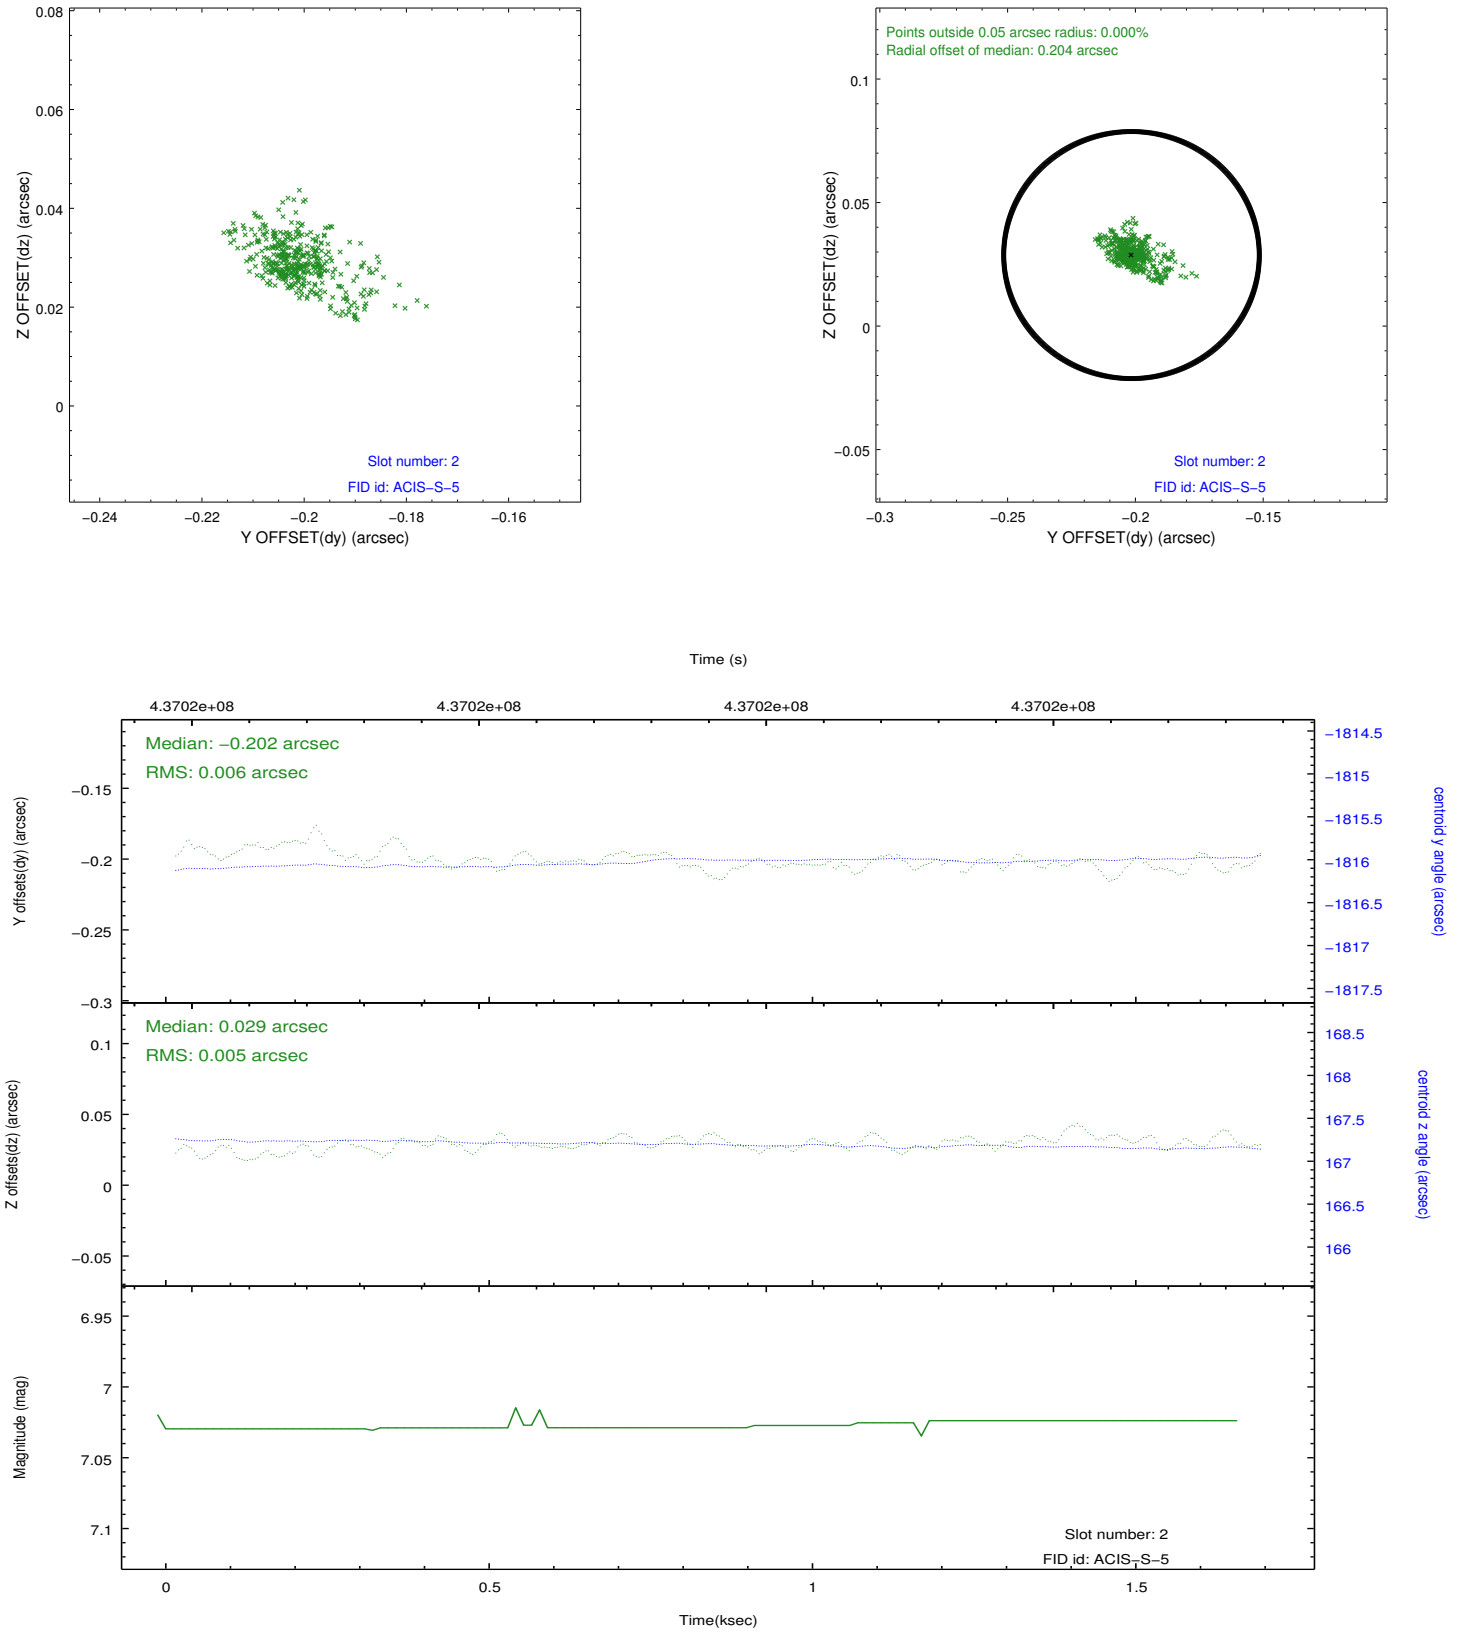 0.08
0.06
0.04
0.02
0
Z OFFSET(dz) (arcsec)
Slot number: 2
FID id: ACIS−S−5
−0.24
−0.22
−0.2
−0.18
−0.16
Y OFFSET(dy) (arcsec)
Points outside 0.05 arcsec radius: 0.000%
Radial offset of median: 0.204 arcsec
0.1
0.05
0
−0.05
Z OFFSET(dz) (arcsec)
Slot number: 2
FID id: ACIS−S−5
−0.3
−0.25
−0.2
−0.15
Y OFFSET(dy) (arcsec)
Time (s)
4.3702e+08
4.3702e+08
4.3702e+08
4.3702e+08
Median: −0.202 arcsec
RMS: 0.006 arcsec
−0.15
−0.2
−0.25
−0.3
Y offsets(dy) (arcsec)
−1814.5
−1815
−1815.5
−1816
−1816.5
−1817
−1817.5
centroid y angle (arcsec)
Median: 0.029 arcsec
RMS: 0.005 arcsec
0.1
0.05
0
−0.05
Z offsets(dz) (arcsec)
168.5
168
167.5
167
166.5
166
centroid z angle (arcsec)
6.95
7
7.05
7.1
Magnitude (mag)
Slot number: 2
FID id: ACIS−S−5
0
0.5
1
1.5
Time(ksec)